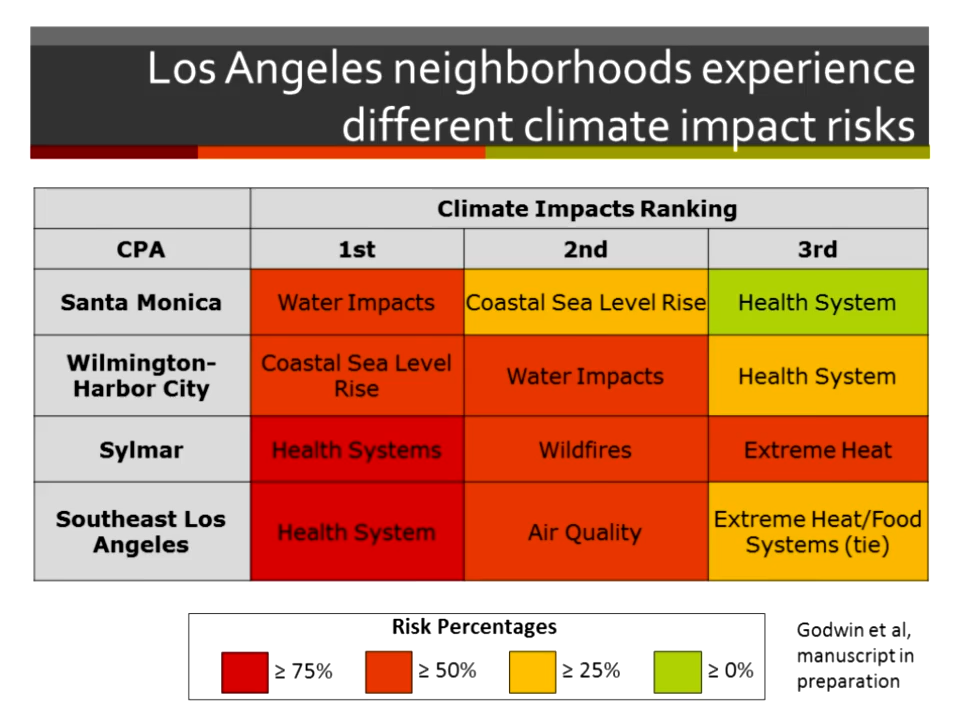 Los Angeles neighborhoods experience
different climate impact risks
Climate Impacts Ranking
CPA 1st 2nd 3rd
Santa Monica Water Impacts Coastal Sea Level Rise Health System
Wilmington-
Harbor City
Coastal Sea Level
Rise
Water Impacts
Health System
Sylmar Health Systems Wildfires Extreme Heat
Southeast Los
Angeles
Health System
Air Quality
Extreme Heat/Food
Systems (tie)
Risk Percentages
≥ 75% ≥ 50% ≥ 25% ≥ 0%
Godwin et al,
manuscript in
preparation